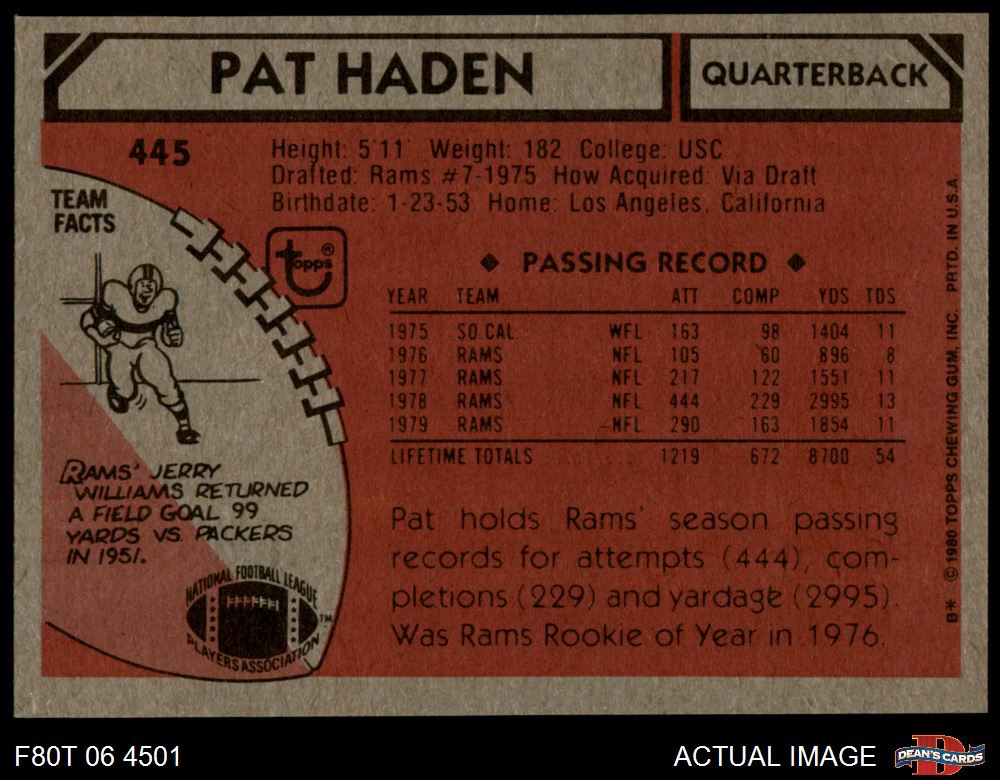 PAT HADEN
QUARTERBACK
445
Height: 5'11" Weight: 182 College: USC
Drafted: Rams #7-1975 How Acquired: Via Draft
Birthdate: 1-23-53 Home: Los Angeles, California
TEAM
FACTS
topps®
◆ PASSING RECORD ◆
YEAR TEAM ATT COMP YDS TDS
1975 SO. CAL. WFL 163 98 1404 11
1976 RAMS NFL 105 60 896 8
1977 RAMS NFL 217 122 1551 11
1978 RAMS NFL 444 229 2995 13
1979 RAMS NFL 290 163 1854 11
LIFETIME TOTALS 1219 672 8700 54
RAMS' JERRY
WILLIAMS RETURNED
A FIELD GOAL 99
YARDS VS. PACKERS
IN 1951.
NATIONAL FOOTBALL LEAGUE
PLAYERS ASSOCIATION
TM
Pat holds Rams' season passing
records for attempts (444), com-
pletions (229) and yardage (2995).
Was Rams Rookie of Year in 1976.
B* © 1980 TOPPS CHEWING GUM, INC. PRTD. IN U.S.A.
F80T 06 4501
ACTUAL IMAGE
D
DEAN'S CARDS